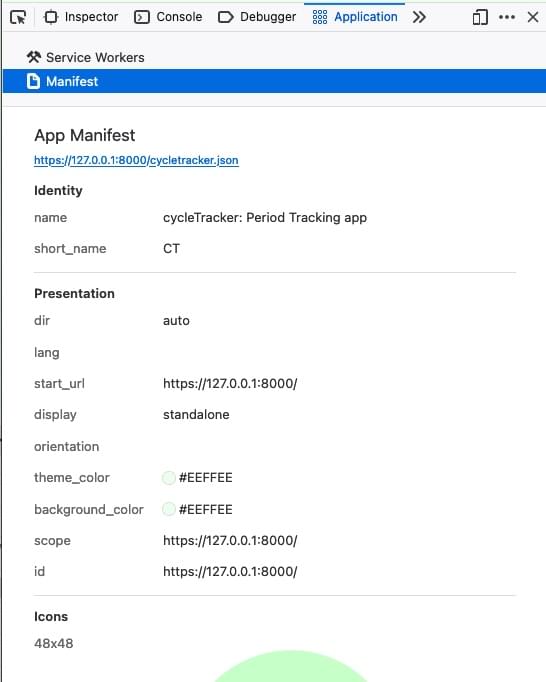 Inspector Console Debugger Application
Service Workers
Manifest
App Manifest
https://127.0.0.1:8000/cycletracker.json
Identity
name cycleTracker: Period Tracking app
short_name CT
Presentation
dir auto
lang
start_url https://127.0.0.1:8000/
display standalone
orientation
theme_color #EEFFEE
background_color #EEFFEE
scope https://127.0.0.1:8000/
id https://127.0.0.1:8000/
Icons
48x48